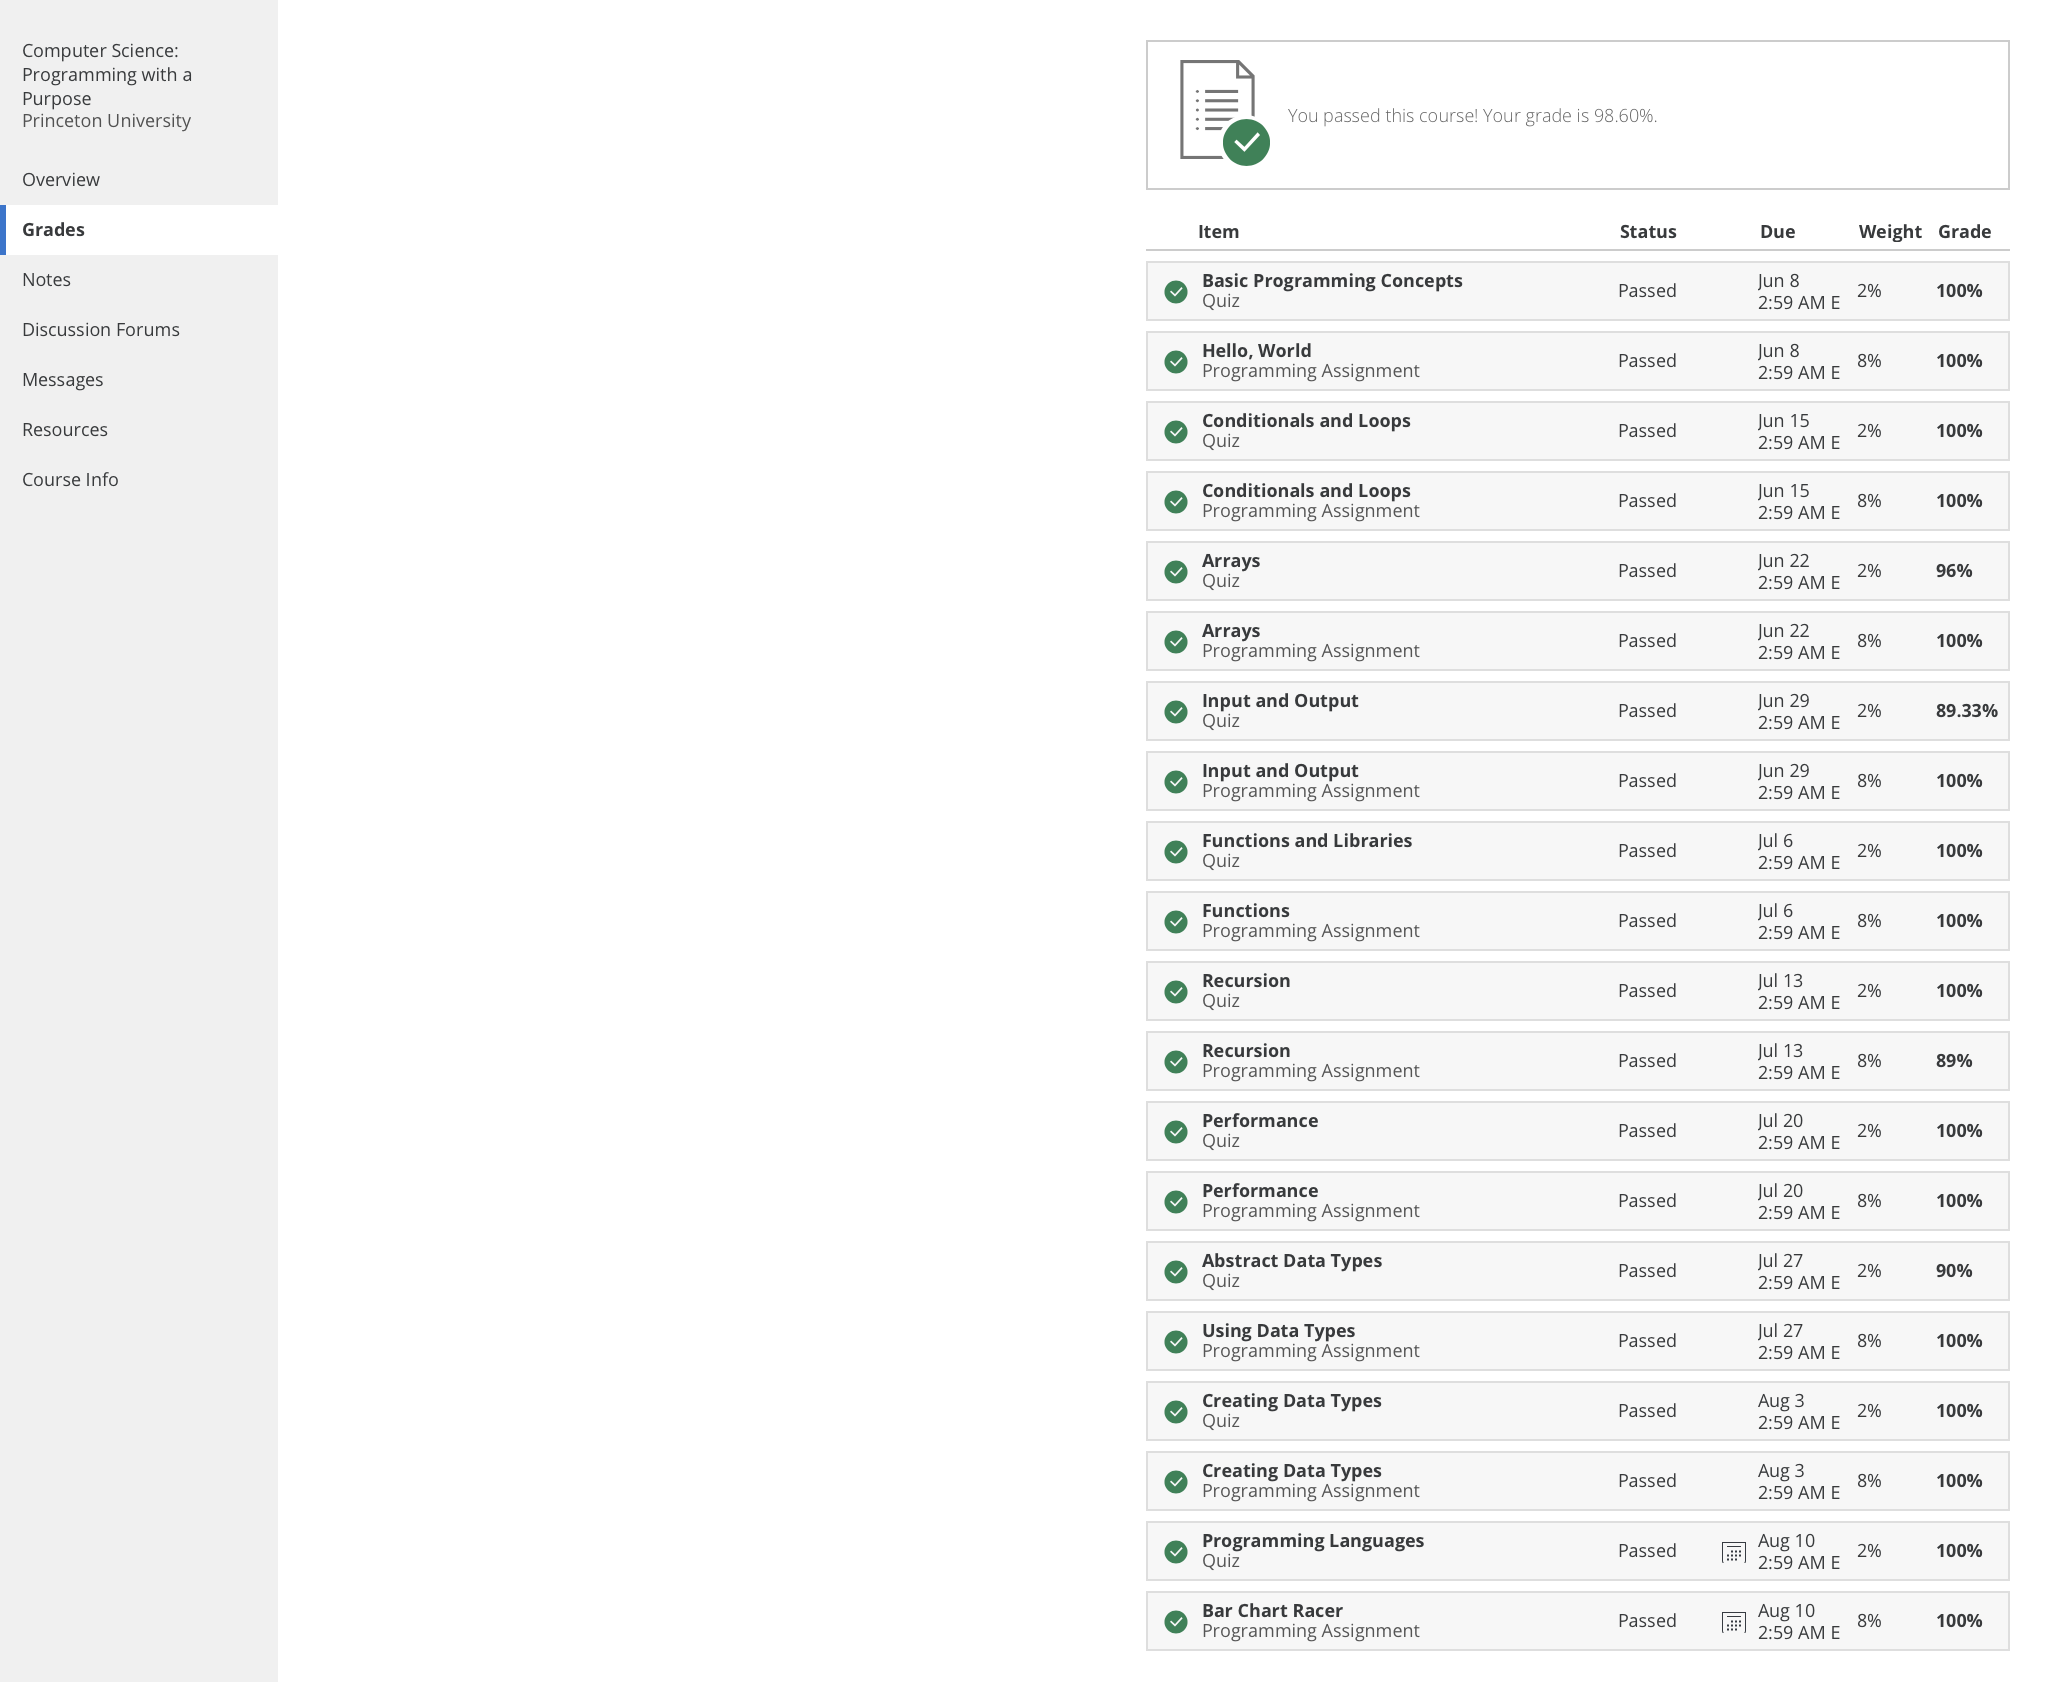 Computer Science:
Programming with a
Purpose
Princeton University
Overview
Grades
Notes
Discussion Forums
Messages
Resources
Course Info
You passed this course! Your grade is 98.60%.
Item Status Due Weight Grade
Basic Programming Concepts
Quiz
Passed
Jun 8
2:59 AM E
2%
100%
Hello, World
Programming Assignment
Passed
Jun 8
2:59 AM E
8%
100%
Conditionals and Loops
Quiz
Passed
Jun 15
2:59 AM E
2%
100%
Conditionals and Loops
Programming Assignment
Passed
Jun 15
2:59 AM E
8%
100%
Arrays
Quiz
Passed
Jun 22
2:59 AM E
2%
96%
Arrays
Programming Assignment
Passed
Jun 22
2:59 AM E
8%
100%
Input and Output
Quiz
Passed
Jun 29
2:59 AM E
2%
89.33%
Input and Output
Programming Assignment
Passed
Jun 29
2:59 AM E
8%
100%
Functions and Libraries
Quiz
Passed
Jul 6
2:59 AM E
2%
100%
Functions
Programming Assignment
Passed
Jul 6
2:59 AM E
8%
100%
Recursion
Quiz
Passed
Jul 13
2:59 AM E
2%
100%
Recursion
Programming Assignment
Passed
Jul 13
2:59 AM E
8%
89%
Performance
Quiz
Passed
Jul 20
2:59 AM E
2%
100%
Performance
Programming Assignment
Passed
Jul 20
2:59 AM E
8%
100%
Abstract Data Types
Quiz
Passed
Jul 27
2:59 AM E
2%
90%
Using Data Types
Programming Assignment
Passed
Jul 27
2:59 AM E
8%
100%
Creating Data Types
Quiz
Passed
Aug 3
2:59 AM E
2%
100%
Creating Data Types
Programming Assignment
Passed
Aug 3
2:59 AM E
8%
100%
Programming Languages
Quiz
Passed
Aug 10
2:59 AM E
2%
100%
Bar Chart Racer
Programming Assignment
Passed
Aug 10
2:59 AM E
8%
100%